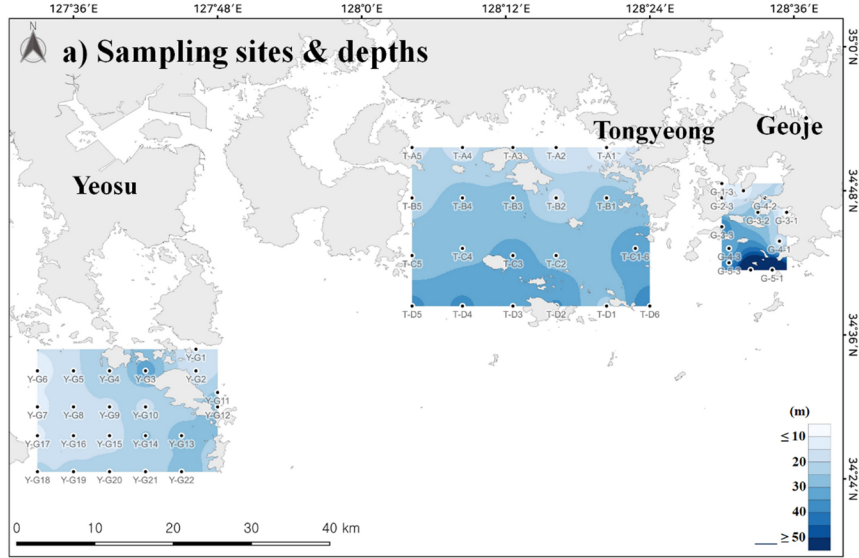 127°36'E 127°48'E 128°0'E 128°12'E 128°24'E 128°36'E
N
a) Sampling sites & depths
35°0'N
Tongyeong
Geoje
Yeosu
34°48'N
34°36'N
34°24'N
T-A5 T-A4 T-A3 T-A2 T-A1
T-B5 T-B4 T-B3 T-B2 T-B1
T-C5 T-C4 T-C3 T-C2 T-C1-6
T-D5 T-D4 T-D3 T-D2 T-D1 T-D6
G-1-3
G-2-3 G-4-2
G-3-2 G-3-1
G-3-3
G-4-1
G-4-3
G-5-3 G-5-1
Y-G1
Y-G6 Y-G5 Y-G4 Y-G3 Y-G2
Y-G11
Y-G7 Y-G8 Y-G9 Y-G10 Y-G12
Y-G17 Y-G16 Y-G15 Y-G14 Y-G13
Y-G18 Y-G19 Y-G20 Y-G21 Y-G22
(m)
≤ 10
20
30
40
≥ 50
0 10 20 30 40 km